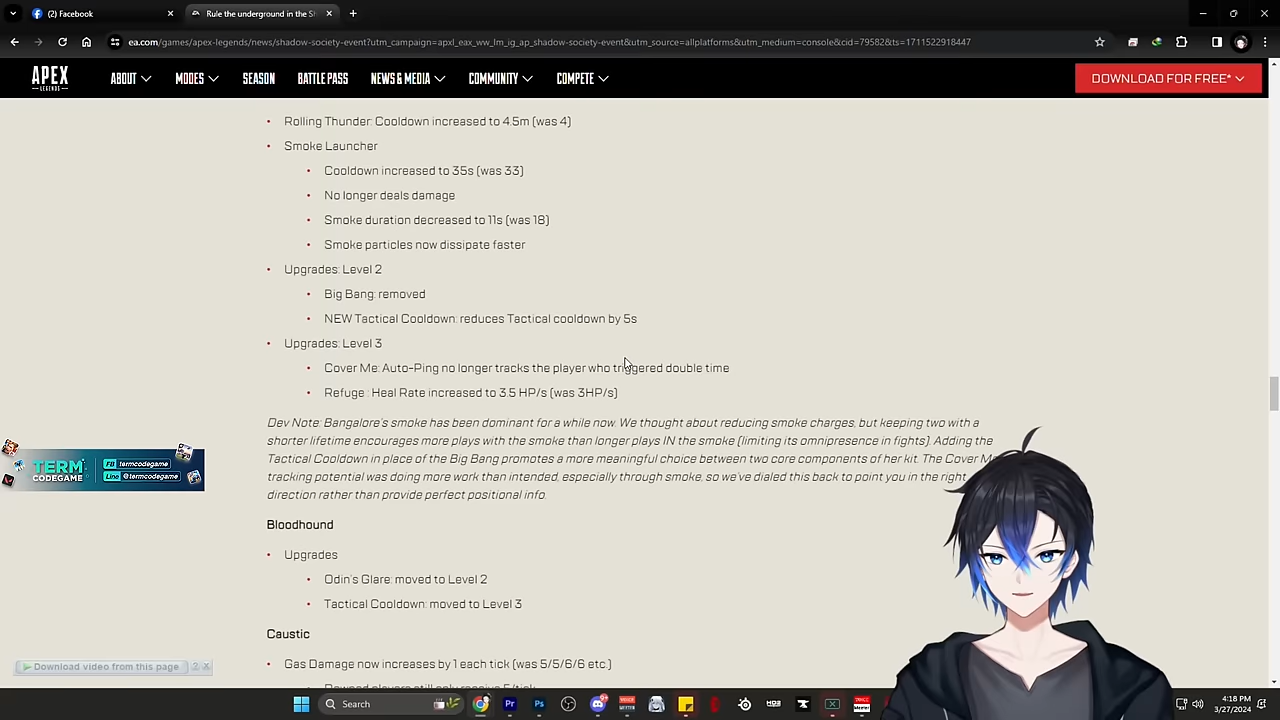 (2) Facebook
Rule the underground in the Sh
ea.com/games/apex-legends/news/shadow-society-event?utm_campaign=apxl_eax_ww_lm_ig_ap_shadow-society-event&utm_source=allplatforms&utm_medium=console&cid=79582&ts=1711522918447
APEX LEGENDS
ABOUT MODES SEASON BATTLE PASS NEWS & MEDIA COMMUNITY COMPETE DOWNLOAD FOR FREE*
• Rolling Thunder: Cooldown increased to 4.5m (was 4)
• Smoke Launcher
• Cooldown increased to 35s (was 33)
• No longer deals damage
• Smoke duration decreased to 11s (was 18)
• Smoke particles now dissipate faster
• Upgrades: Level 2
• Big Bang: removed
• NEW Tactical Cooldown: reduces Tactical cooldown by 5s
• Upgrades: Level 3
• Cover Me: Auto-Ping no longer tracks the player who triggered double time
• Refuge : Heal Rate increased to 3.5 HP/s (was 3HP/s)
Dev Note: Bangalore's smoke has been dominant for a while now. We thought about reducing smoke charges, but keeping two with a
shorter lifetime encourages more plays with the smoke than longer plays IN the smoke (limiting its omnipresence in fights). Adding the
Tactical Cooldown in place of the Big Bang promotes a more meaningful choice between two core components of her kit. The Cover Me
tracking potential was doing more work than intended, especially through smoke, so we've dialed this back to point you in the right
direction rather than provide perfect positional info.
TERM
CODEGAME
FB termcodegame
Line @termcodegame
Bloodhound
• Upgrades
• Odin's Glare: moved to Level 2
• Tactical Cooldown: moved to Level 3
Caustic
• Gas Damage now increases by 1 each tick (was 5/5/6/6 etc.)
Download video from this page ? X
Search
4:18 PM
3/27/2024